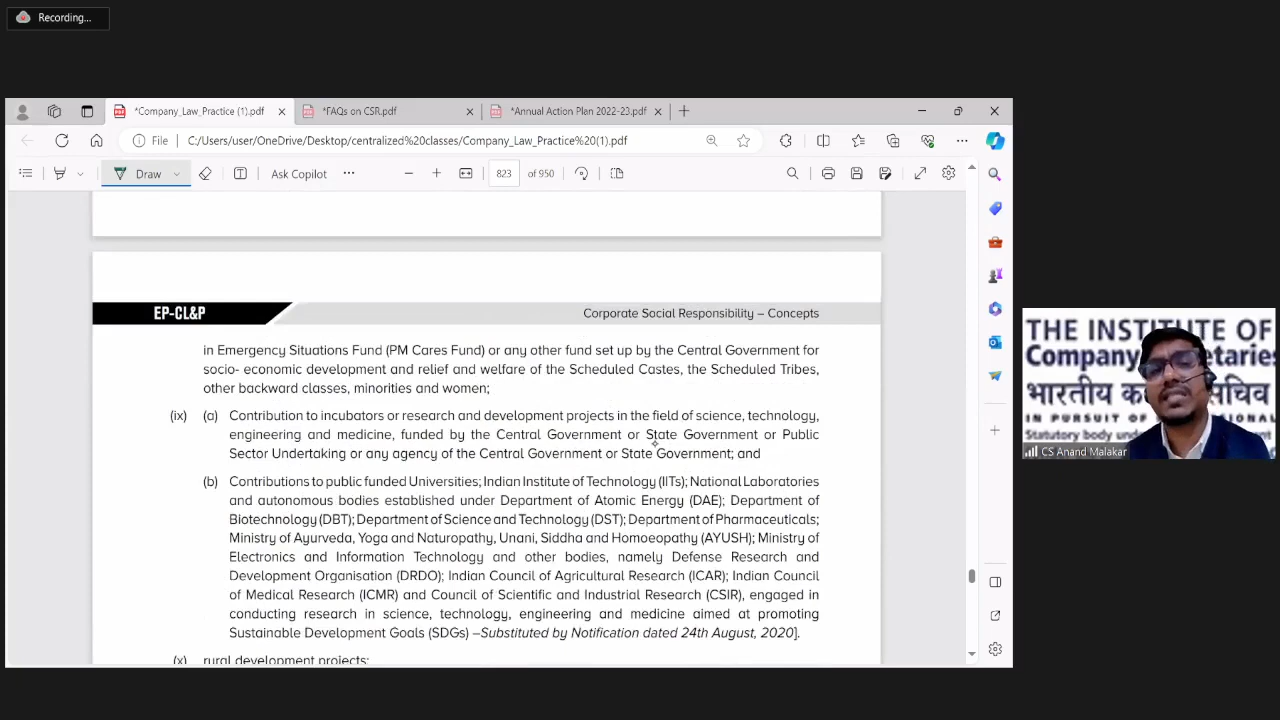 Recording...
*Company_Law_Practice (1).pdf
*FAQs on CSR.pdf
*Annual Action Plan 2022-23.pdf
File
C:/Users/user/OneDrive/Desktop/centralized%20classes/Company_Law_Practice%20(1).pdf
Draw
Ask Copilot
823 of 950
EP-CL&P
Corporate Social Responsibility – Concepts
in Emergency Situations Fund (PM Cares Fund) or any other fund set up by the Central Government for
socio- economic development and relief and welfare of the Scheduled Castes, the Scheduled Tribes,
other backward classes, minorities and women;
(ix) (a) Contribution to incubators or research and development projects in the field of science, technology,
engineering and medicine, funded by the Central Government or State Government or Public
Sector Undertaking or any agency of the Central Government or State Government; and
(b) Contributions to public funded Universities; Indian Institute of Technology (IITs); National Laboratories
and autonomous bodies established under Department of Atomic Energy (DAE); Department of
Biotechnology (DBT); Department of Science and Technology (DST); Department of Pharmaceuticals;
Ministry of Ayurveda, Yoga and Naturopathy, Unani, Siddha and Homoeopathy (AYUSH); Ministry of
Electronics and Information Technology and other bodies, namely Defense Research and
Development Organisation (DRDO); Indian Council of Agricultural Research (ICAR); Indian Council
of Medical Research (ICMR) and Council of Scientific and Industrial Research (CSIR), engaged in
conducting research in science, technology, engineering and medicine aimed at promoting
Sustainable Development Goals (SDGs) –Substituted by Notification dated 24th August, 2020].
(x) rural development projects;
THE INSTITUTE OF
Company
भारतीय
सचिव
IN PURSUIT OF
Statutory body
CS Anand Malakar